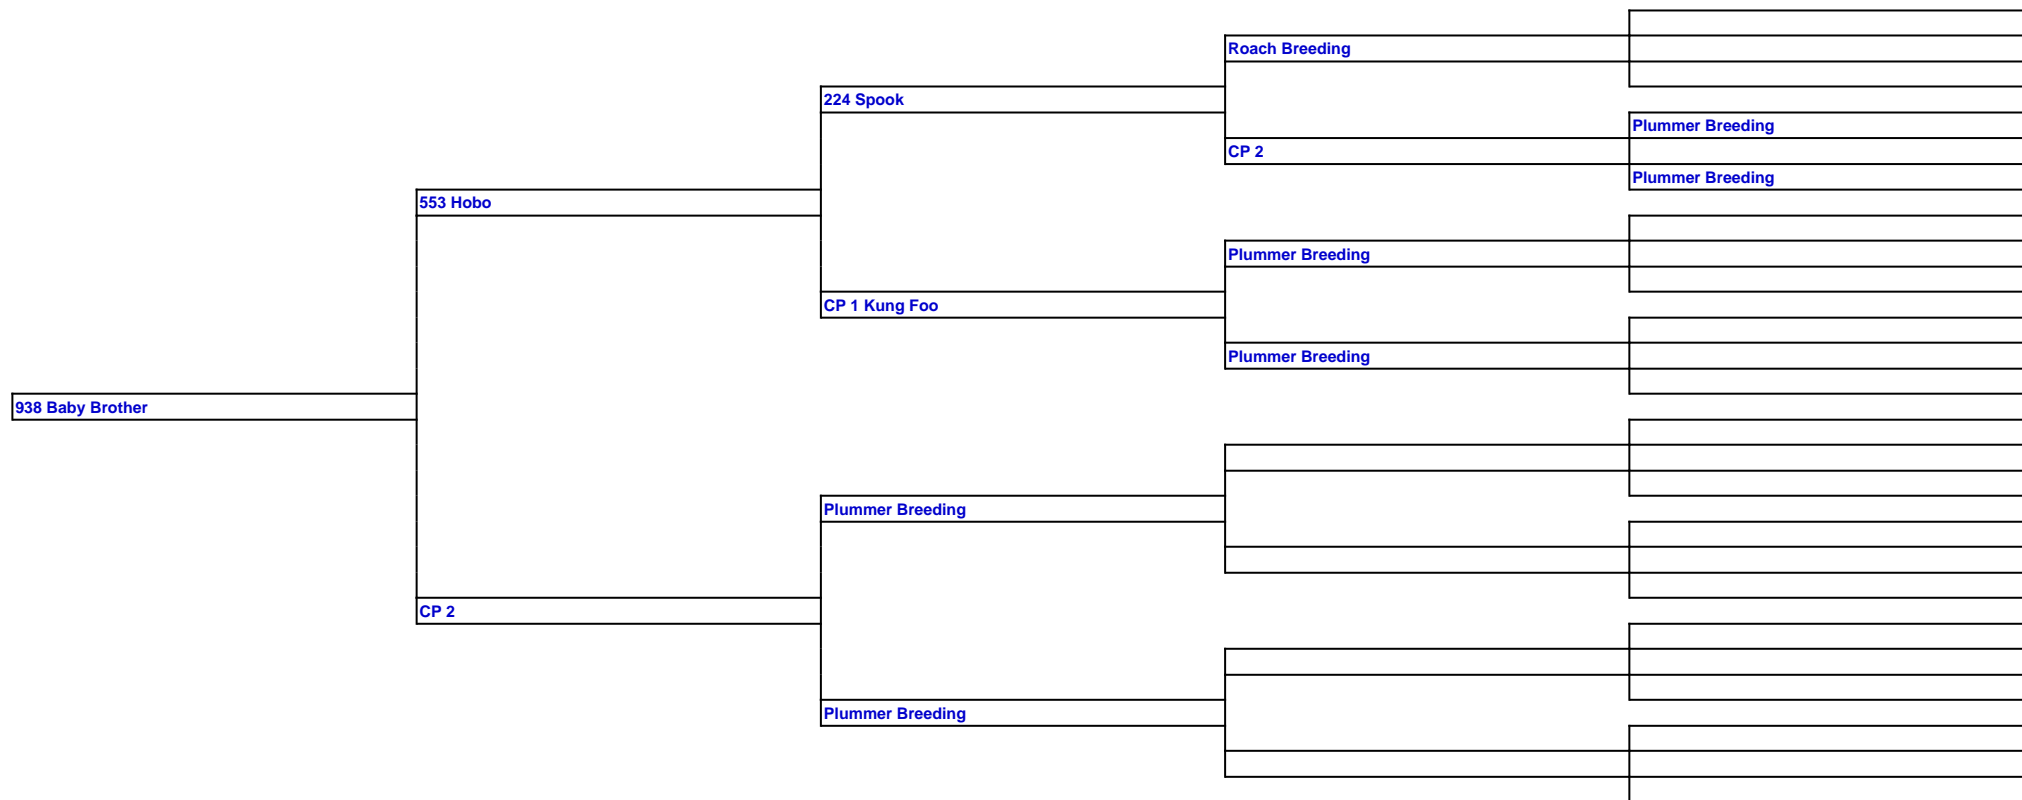 Roach Breeding
224 Spook
Plummer Breeding
CP 2
Plummer Breeding
553 Hobo
Plummer Breeding
CP 1 Kung Foo
Plummer Breeding
938 Baby Brother
Plummer Breeding
CP 2
Plummer Breeding